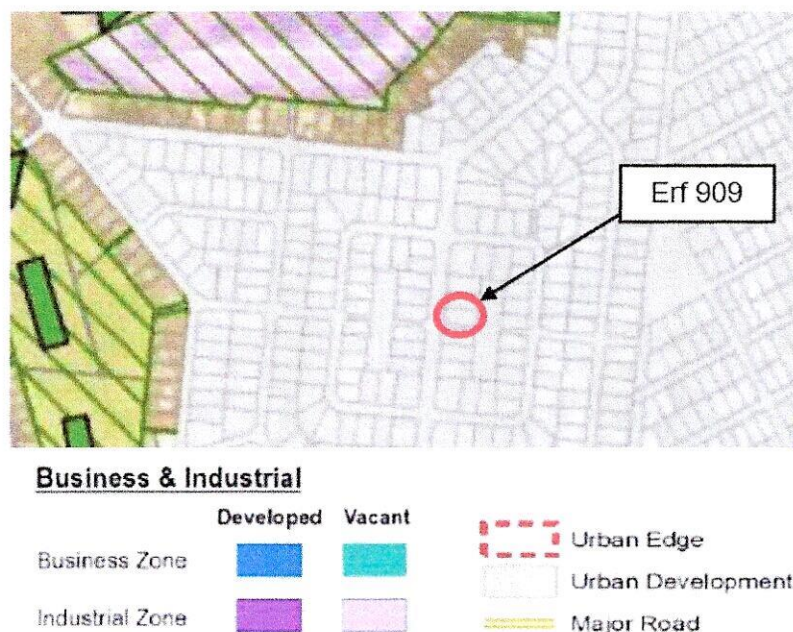 Erf 909
Business & Industrial
Developed Vacant
Business Zone
Industrial Zone
Urban Edge
Urban Development
Major Road